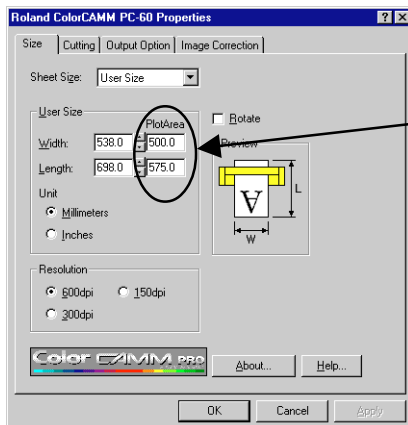 Roland ColorCAMM PC-60 Properties
Size Cutting Output Option Image Correction
Sheet Size: User Size
User Size
PlotArea
Width: 538.0 500.0
Length: 698.0 575.0
Unit
Millimeters
Inches
Rotate
Preview
A
L
W
Resolution
600dpi 150dpi
300dpi
Color CAMM PRO
About... Help...
OK Cancel Apply